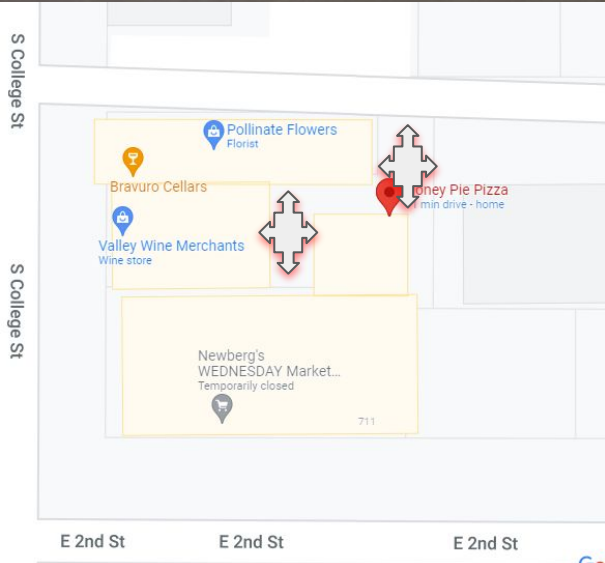 S College St
Pollinate Flowers
Florist
Bravuro Cellars
oney Pie Pizza
min drive - home
Valley Wine Merchants
Wine store
S College St
Newberg's
WEDNESDAY Market...
Temporarily closed
711
E 2nd St
E 2nd St
E 2nd St